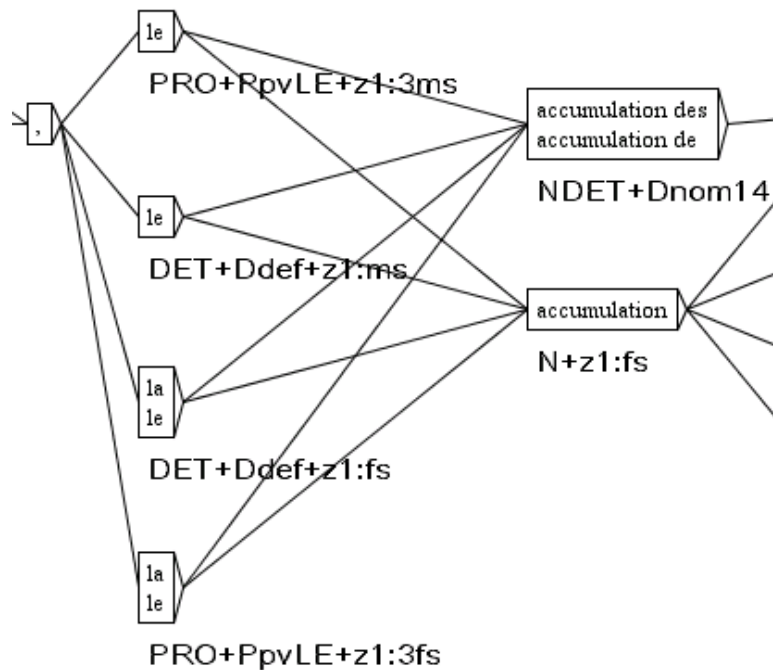 ,
le
PRO+PpvLE+z1:3ms
le
DET+Ddef+z1:ms
la
le
DET+Ddef+z1:fs
la
le
PRO+PpvLE+z1:3fs
accumulation des
accumulation de
NDET+Dnom14
accumulation
N+z1:fs